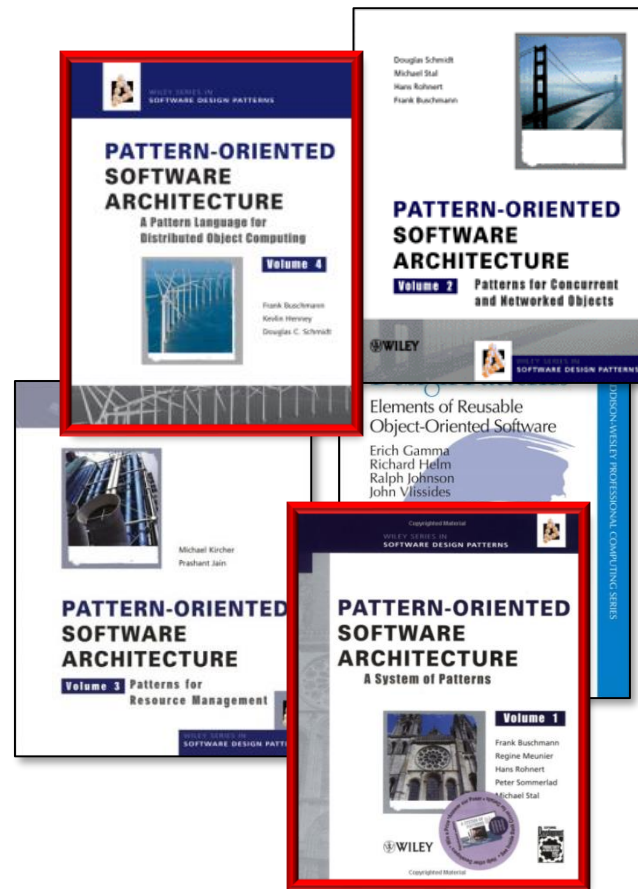 WILEY SERIES IN
SOFTWARE DESIGN PATTERNS
PATTERN-ORIENTED
SOFTWARE
ARCHITECTURE
A Pattern Language for
Distributed Object Computing
Volume 4
Frank Buschmann
Kevlin Henney
Douglas C. Schmidt
Douglas Schmidt
Michael Stal
Hans Rohnert
Frank Buschmann
PATTERN-ORIENTED
SOFTWARE
ARCHITECTURE
Volume 2 Patterns for Concurrent
and Networked Objects
WILEY
WILEY SERIES IN
SOFTWARE DESIGN PATTERNS
Michael Kircher
Prashant Jain
PATTERN-ORIENTED
SOFTWARE
ARCHITECTURE
Volume 3 Patterns for
Resource Management
WILEY SERIES IN
SOFTWARE DESIGN PATT
Elements of Reusable
Object-Oriented Software
Erich Gamma
Richard Helm
Ralph Johnson
John Vlissides
DDISON-WESLEY PROFESSIONAL COMPUTING SERIES
Copyrighted Material
WILEY SERIES IN
SOFTWARE DESIGN PATTERNS
PATTERN-ORIENTED
SOFTWARE
ARCHITECTURE
A System of Patterns
Volume 1
Frank Buschmann
Regine Meunier
Hans Rohnert
Peter Sommerlad
Michael Stal
WILEY
Copyrighted Material